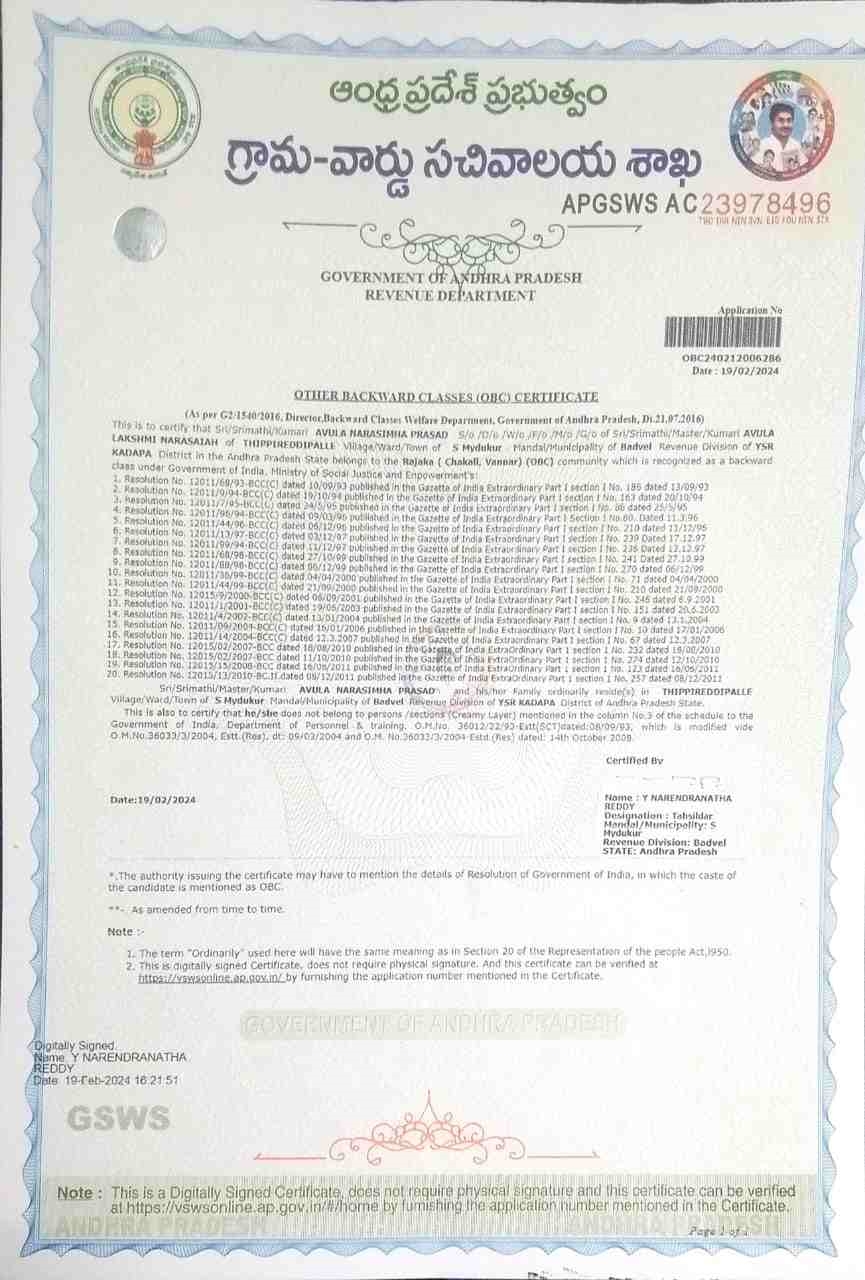 ఆంధ్ర ప్రదేశ్ ప్రభుత్వం
గ్రామ-వార్డు సచివాలయ శాఖ
APGSWS AC23978496
TWO THR NIN SVN EIG FOU NIN SIX
GOVERNMENT OF ANDHRA PRADESH
REVENUE DEPARTMENT
Application No
OBC240212006286
Date : 19/02/2024
OTHER BACKWARD CLASSES (OBC) CERTIFICATE
(As per G2/1540/2016, Director,Backward Classes Welfare Department, Government of Andhra Pradesh, Dt.21.07.2016)
This is to certify that Sri/Srimathi/Kumari AVULA NARASIMHA PRASAD S/o /D/o /W/o /F/o /M/o /G/o of Sri/Srimathi/Master/Kumari AVULA
LAKSHMI NARASAIAH of THIPPIREDDIPALLE Village/Ward/Town of S Mydukur Mandal/Municipality of Badvel Revenue Division of YSR
KADAPA District in the Andhra Pradesh State belongs to the Rajaka ( Chakali, Vannar) (OBC) community which is recognized as a backward
class under Government of India, Ministry of Social Justice and Empowerment's:
1. Resolution No. 12011/68/93-BCC(C) dated 10/09/93 published in the Gazette of India Extraordinary Part I section I No. 186 dated 13/09/93
2. Resolution No. 12011/9/94-BCC(C) dated 19/10/94 published in the Gazette of India Extraordinary Part I section I No. 163 dated 20/10/94
3. Resolution No. 12011/7/95-BCC(C) dated 24/5/95 published in the Gazette of India Extraordinary Part I section I No. 88 dated 25/5/95
4. Resolution No. 12011/96/94-BCC(C) dated 09/03/96 published in the Gazette of India Extraordinary Part I Section I No.60. Dated 11.3.96
5. Resolution No. 12011/44/96-BCC(C) dated 06/12/96 published in the Gazette of India Extraordinary Part I section I No. 210 dated 11/12/96
6. Resolution No. 12011/13/97-BCC(C) dated 03/12/97 published in the Gazette of India Extraordinary Part I section I No. 239 Dated 17.12.97
7. Resolution No. 12011/99/94-BCC(C) dated 11/12/97 published in the Gazette of India Extraordinary Part I section I No. 236 Dated 12.12.97
8. Resolution No. 12011/68/98-BCC(C) dated 27/10/99 published in the Gazette of India Extraordinary Part I section I No. 241 Dated 27.10.99
9. Resolution No. 12011/88/98-BCC(C) dated 06/12/99 published in the Gazette of India Extraordinary Part I section I No. 270 dated 06/12/99
10. Resolution No. 12011/36/99-BCC(C) dated 04/04/2000 published in the Gazette of India Extraordinary Part I section I No. 71 dated 04/04/2000
11. Resolution No. 12011/44/99-BCC(C) dated 21/09/2000 published in the Gazette of India Extraordinary Part I section I No. 210 dated 21/09/2000
12. Resolution No. 12015/9/2000-BCC(C) dated 06/09/2001 published in the Gazette of India Extraordinary Part I section I No. 246 dated 6.9.2001
13. Resolution No. 12011/1/2001-BCC(C) dated 19/06/2003 published in the Gazette of India Extraordinary Part I section I No. 151 dated 20.6.2003
14. Resolution No. 12011/4/2002-BCC(C) dated 13/01/2004 published in the Gazette of India Extraordinary Part I section I No. 9 dated 13.1.2004
15. Resolution No. 12011/09/2004-BCC(C) dated 16/01/2006 published in the Gazette of India Extraordinary Part I section I No. 10 dated 17/01/2006
16. Resolution No. 12011/14/2004-BCC(C) dated 12.3.2007 published in the Gazette of India Extraordinary Part I section I No. 67 dated 12.3.2007
17. Resolution No. 12015/02/2007-BCC dated 18/08/2010 published in the Gazette of India ExtraOrdinary Part 1 section 1 No. 232 dated 18/08/2010
18. Resolution No. 12015/02/2007-BCC dated 11/10/2010 published in the Gazette of India ExtraOrdinary Part 1 section 1 No. 274 dated 12/10/2010
19. Resolution No. 12015/15/2008-BCC dated 16/06/2011 published in the Gazette of India ExtraOrdinary Part 1 section 1 No. 123 dated 16/06/2011
20. Resolution No. 12015/13/2010-BC.II dated 08/12/2011 published in the Gazette of India ExtraOrdinary Part 1 section 1 No. 257 dated 08/12/2011
Sri/Srimathi/Master/Kumari AVULA NARASIMHA PRASAD and his/her Family ordinarily reside(s) in THIPPIREDDIPALLE
Village/Ward/Town of S Mydukur Mandal/Municipality of Badvel Revenue Division of YSR KADAPA District of Andhra Pradesh State.
This is also to certify that he/she does not belong to persons /sections (Creamy Layer) mentioned in the column No.3 of the schedule to the
Government of India, Department of Personnel & training, O.M.No. 36012/22/93-Estt(SCT)dated:08/09/93, which is modified vide
O.M.No.36033/3/2004, Estt.(Res), dt: 09/03/2004 and O.M. No.36033/3/2004-Estd.(Res) dated: 14th October 2008.
Certified By
Date:19/02/2024
Name : Y NARENDRANATHA
REDDY
Designation : Tahsildar
Mandal/Municipality: S
Mydukur
Revenue Division: Badvel
STATE: Andhra Pradesh
*.The authority issuing the certificate may have to mention the details of Resolution of Government of India, in which the caste of
the candidate is mentioned as OBC.
**- As amended from time to time.
Note :-
1. The term "Ordinarily" used here will have the same meaning as in Section 20 of the Representation of the people Act,1950.
2. This is digitally signed Certificate, does not require physical signature. And this certificate can be verified at
https://vswsonline.ap.gov.in/ by furnishing the application number mentioned in the Certificate.
GOVERNMENT OF ANDHRA PRADESH
Digitally Signed.
Name: Y NARENDRANATHA
REDDY
Date: 19-Feb-2024 16:21:51
GSWS
Note : This is a Digitally Signed Certificate, does not require physical signature and this certificate can be verified
at https://vswsonline.ap.gov.in/#/home by furnishing the application number mentioned in the Certificate.
Page 1 of 1